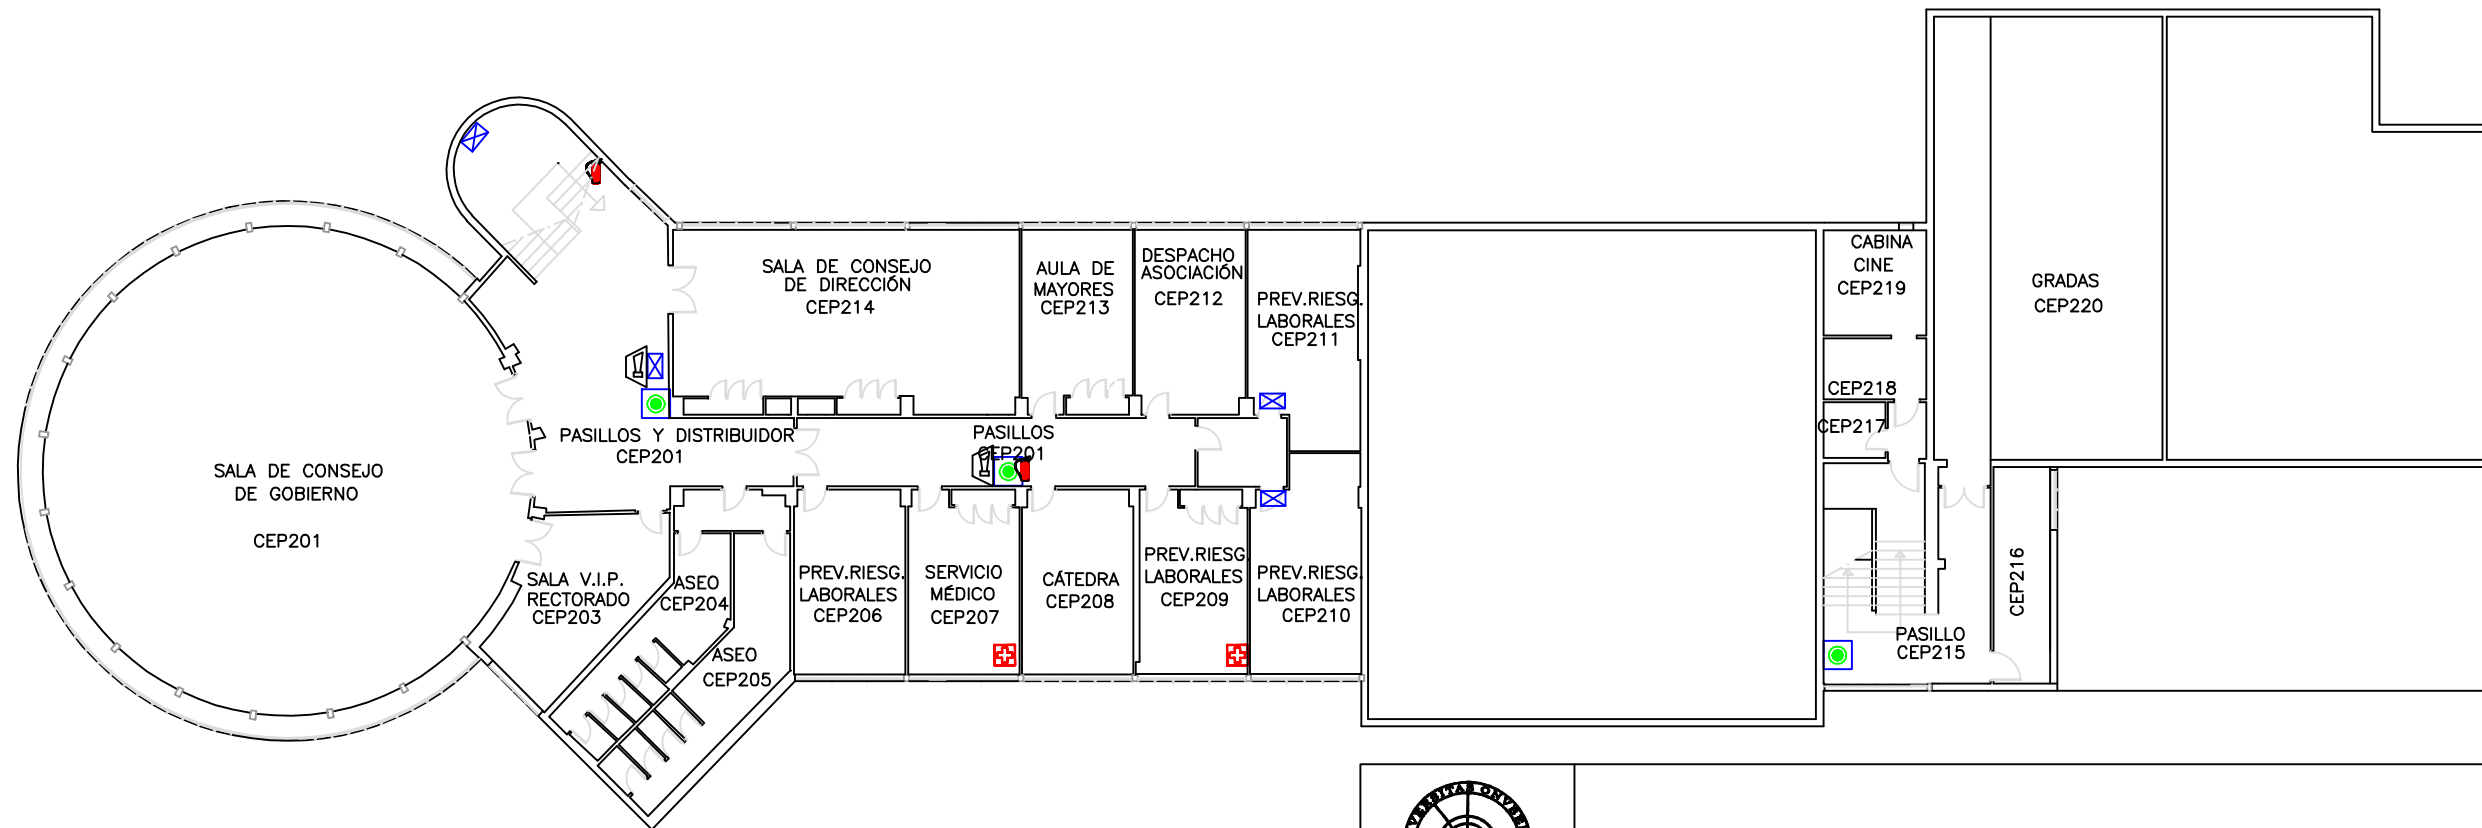 SALA DE CONSEJO
DE GOBIERNO
CEP201
PASILLOS Y DISTRIBUIDOR
CEP201
SALA V.I.P.
RECTORADO
CEP203
ASEO
CEP204
ASEO
CEP205
SALA DE CONSEJO
DE DIRECCIÓN
CEP214
AULA DE
MAYORES
CEP213
DESPACHO
ASOCIACIÓN
CEP212
PREV.RIESG.
LABORALES
CEP211
PASILLOS
CEP201
PREV.RIESG.
LABORALES
CEP206
SERVICIO
MÉDICO
CEP207
CÁTEDRA
CEP208
PREV.RIESG.
LABORALES
CEP209
PREV.RIESG.
LABORALES
CEP210
CABINA
CINE
CEP219
CEP218
CEP217
GRADAS
CEP220
CEP216
PASILLO
CEP215